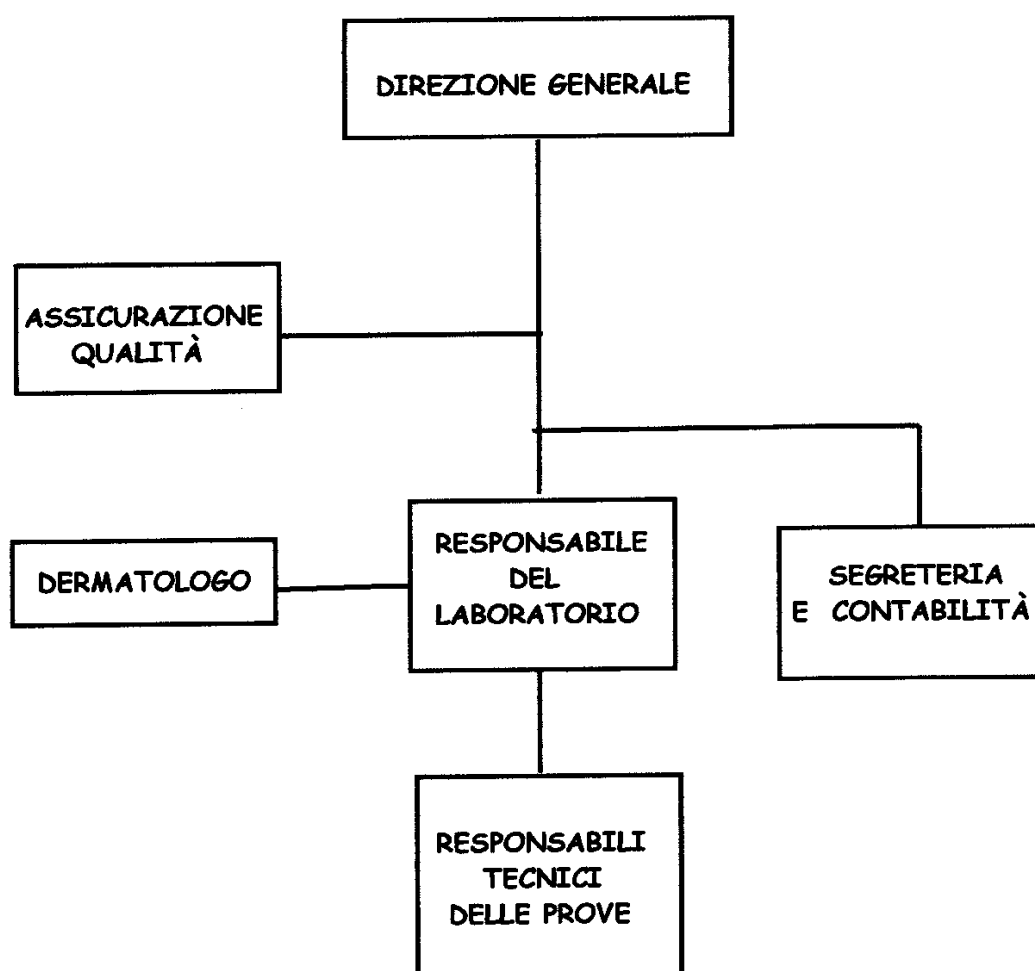 DIREZIONE GENERALE
ASSICURAZIONE
QUALITÀ
DERMATOLOGO
RESPONSABILE
DEL
LABORATORIO
SEGRETERIA
E CONTABILITÀ
RESPONSABILI
TECNICI
DELLE PROVE